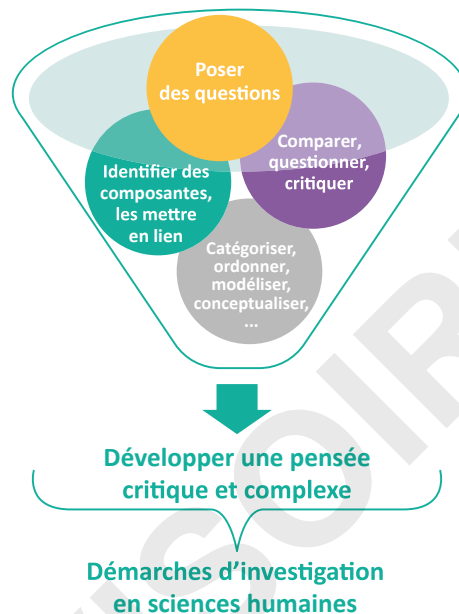 Poser
des questions
Comparer,
questionner,
critiquer
Identifier des
composantes,
les mettre
en lien
Catégoriser,
ordonner,
modéliser,
conceptualiser,
...
Développer une pensée
critique et complexe
Démarches d’investigation
en sciences humaines